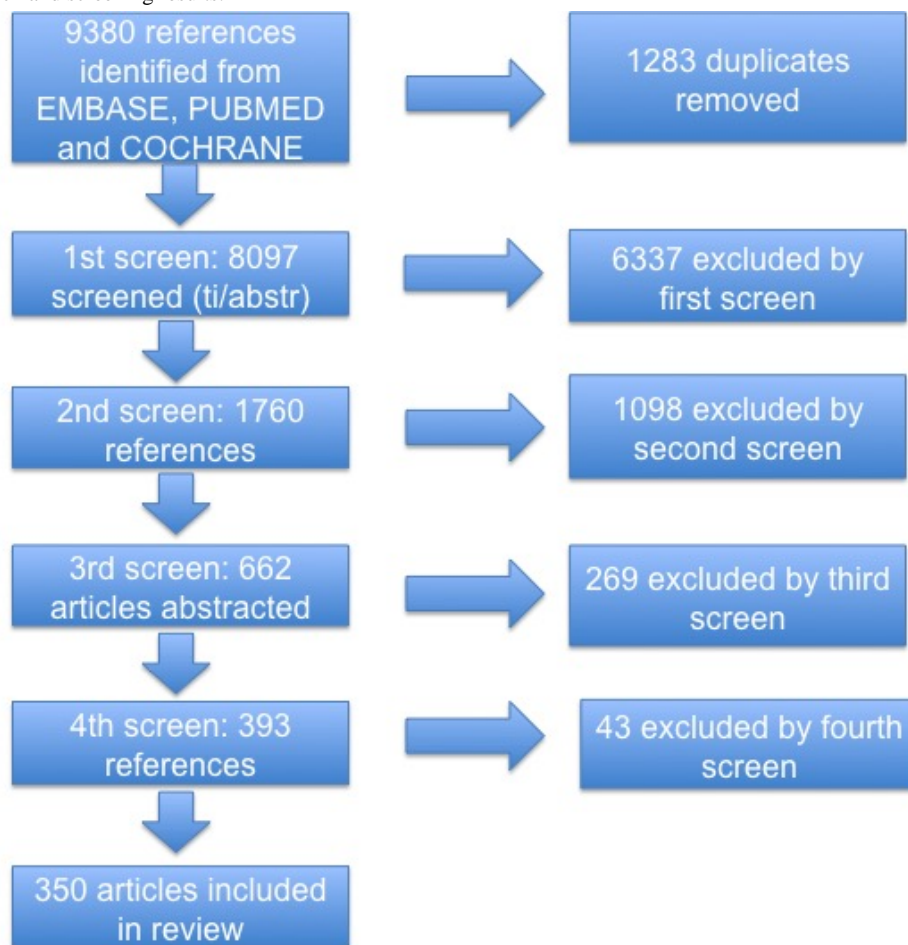 9380 references
identified from
EMBASE, PUBMED
and COCHRANE
1283 duplicates
removed
1st screen: 8097
screened (ti/abstr)
6337 excluded by
first screen
2nd screen: 1760
references
1098 excluded by
second screen
3rd screen: 662
articles abstracted
269 excluded by third
screen
4th screen: 393
references
43 excluded by fourth
screen
350 articles included
in review